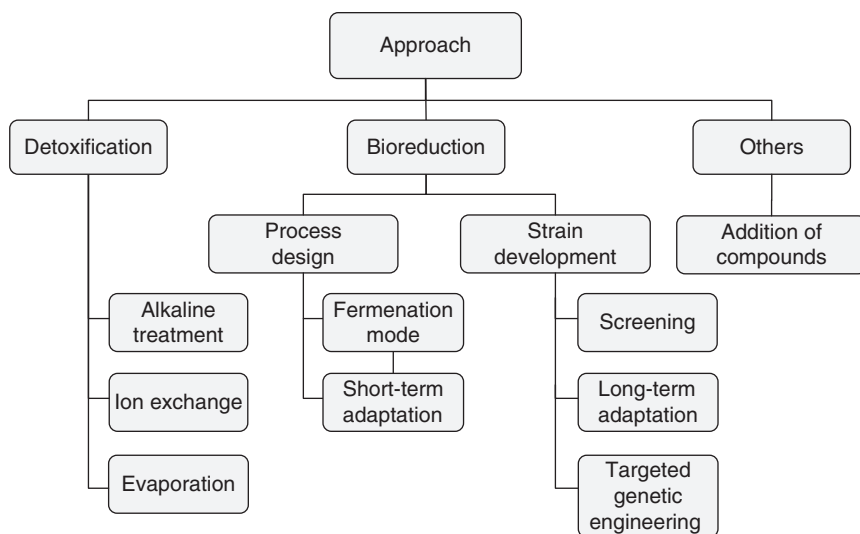 Approach
Detoxification
Bioreduction
Others
Process
design
Strain
development
Addition of
compounds
Alkaline
treatment
Fermenation
mode
Screening
Ion exchange
Short-term
adaptation
Long-term
adaptation
Evaporation
Targeted
genetic
engineering